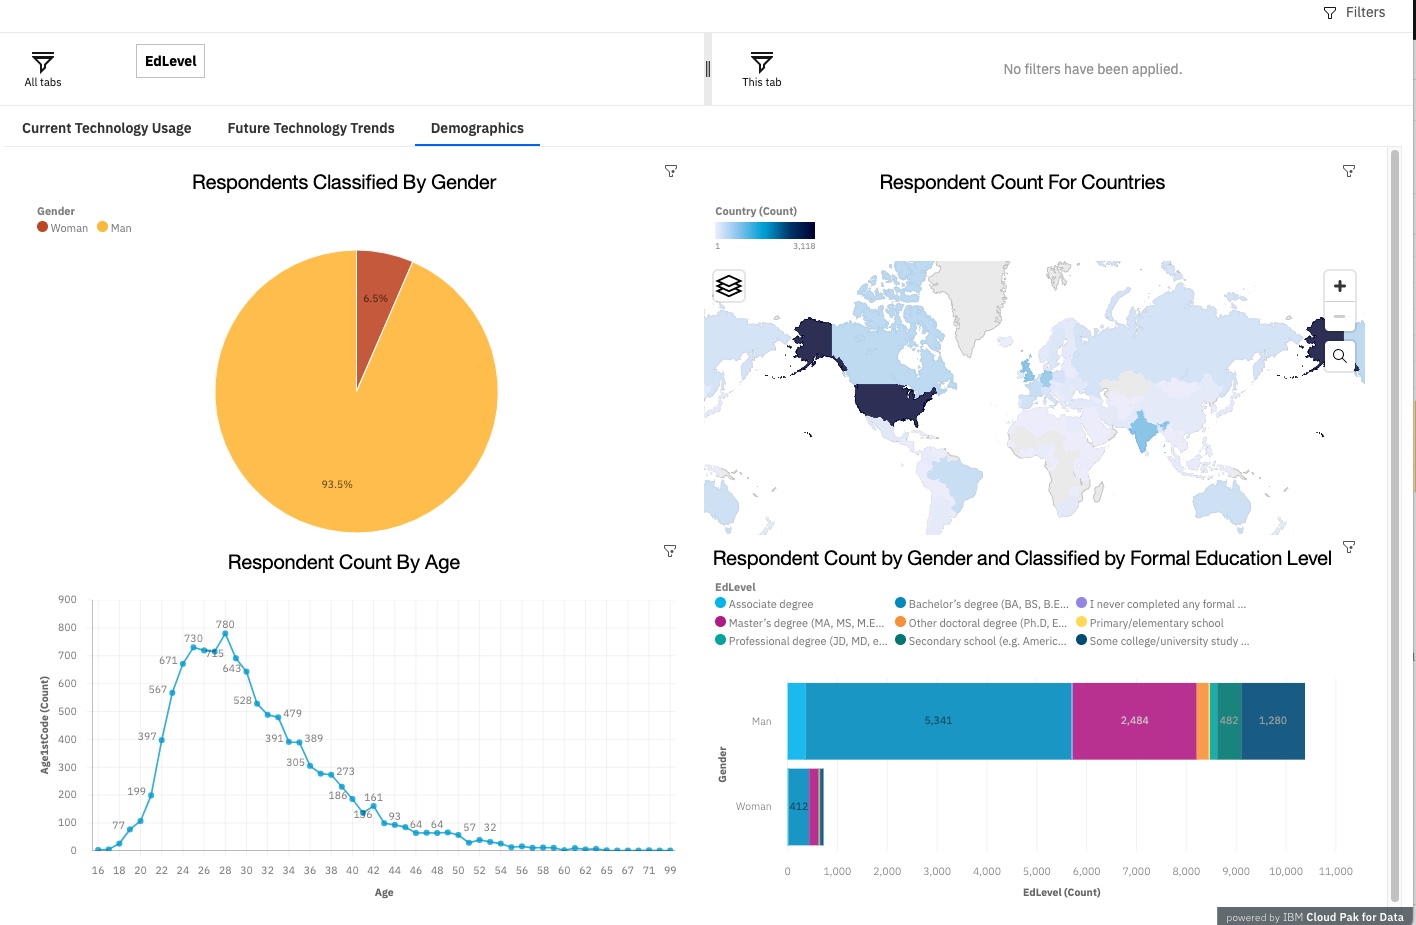 Filters
All tabs
EdLevel
This tab
No filters have been applied.
Current Technology Usage
Future Technology Trends
Demographics
Respondents Classified By Gender
Gender
Woman Man
6.5%
93.5%
Respondent Count For Countries
Country (Count)
1 3,118
Respondent Count By Age
Age1stCode (Count)
900
800
700
600
500
400
300
200
100
0
77
199
397
567
671
730
715
780
643
528
479
391
389
305
273
186
136
161
93
64
64
57
32
16 18 20 22 24 26 28 30 32 34 36 38 40 42 44 46 48 50 52 54 56 58 60 62 65 67 71 99
Age
Respondent Count by Gender and Classified by Formal Education Level
EdLevel
Associate degree Bachelor's degree (BA, BS, B.E... I never completed any formal ...
Master's degree (MA, MS, M.E... Other doctoral degree (Ph.D, E... Primary/elementary school
Professional degree (JD, MD, e... Secondary school (e.g. Americ... Some college/university study ...
Gender
Man
5,341 2,484 482 1,280
Woman
412
0 1,000 2,000 3,000 4,000 5,000 6,000 7,000 8,000 9,000 10,000 11,000
EdLevel (Count)
powered by IBM Cloud Pak for Data